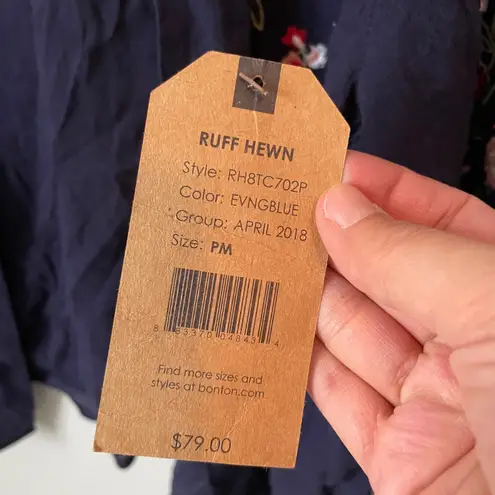 RUFF HEWN
Style: RH8TC702P
Color: EVNGBLUE
Group: APRIL 2018
Size: PM
Find more sizes and
styles at bonton.com
$79.00